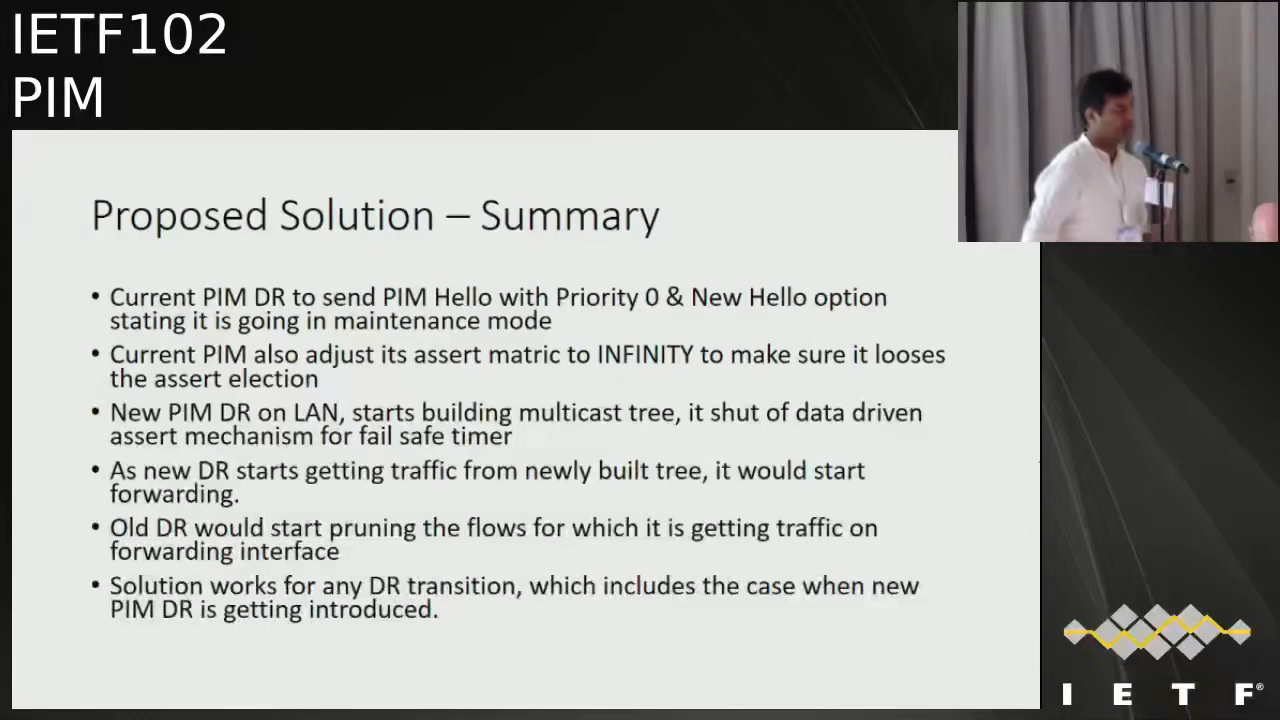 IETF102
PIM
Proposed Solution – Summary
• Current PIM DR to send PIM Hello with Priority 0 & New Hello option
stating it is going in maintenance mode
• Current PIM also adjust its assert matric to INFINITY to make sure it looses
the assert election
• New PIM DR on LAN, starts building multicast tree, it shut of data driven
assert mechanism for fail safe timer
• As new DR starts getting traffic from newly built tree, it would start
forwarding.
• Old DR would start pruning the flows for which it is getting traffic on
forwarding interface
• Solution works for any DR transition, which includes the case when new
PIM DR is getting introduced.
I E T F®